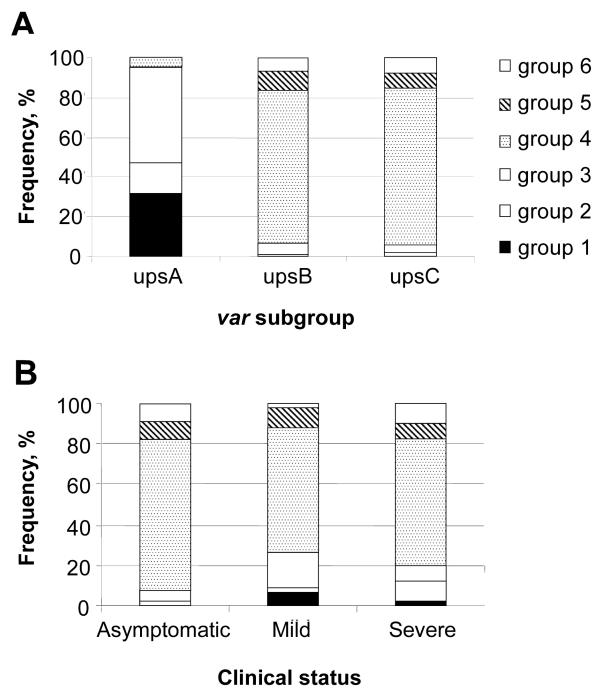 A
Frequency, %
100
80
60
40
20
0
upsA upsB upsC
var subgroup
group 6
group 5
group 4
group 3
group 2
group 1
B
Frequency, %
100
80
60
40
20
0
Asymptomatic Mild Severe
Clinical status